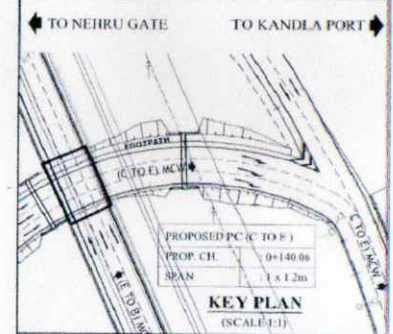 TO NEHRU GATE
TO KANDLA PORT
FOOTPATH
(C TO E) MCW
PROPOSED PC (C TO E)
PROP. CH. : 0+140.06
SPAN : 1 x 1.2m
(E TO B) MCW
(C TO E) MCW
KEY PLAN
(SCALE 1:1)